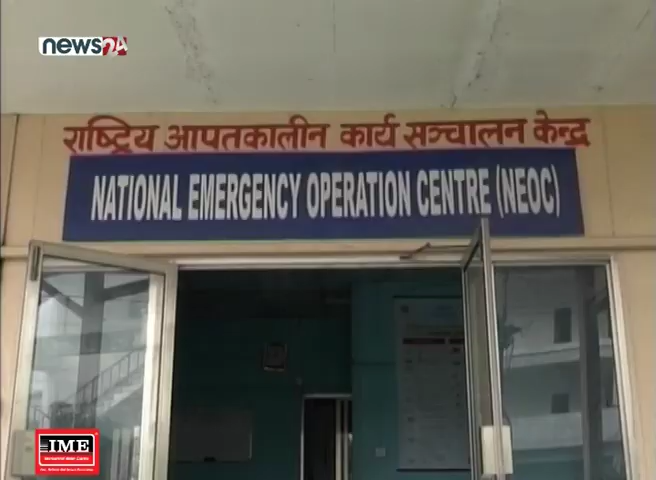 news24
राष्ट्रिय आपतकालीन कार्य सञ्चालन केन्द्र
NATIONAL EMERGENCY OPERATION CENTRE (NEOC)
IME